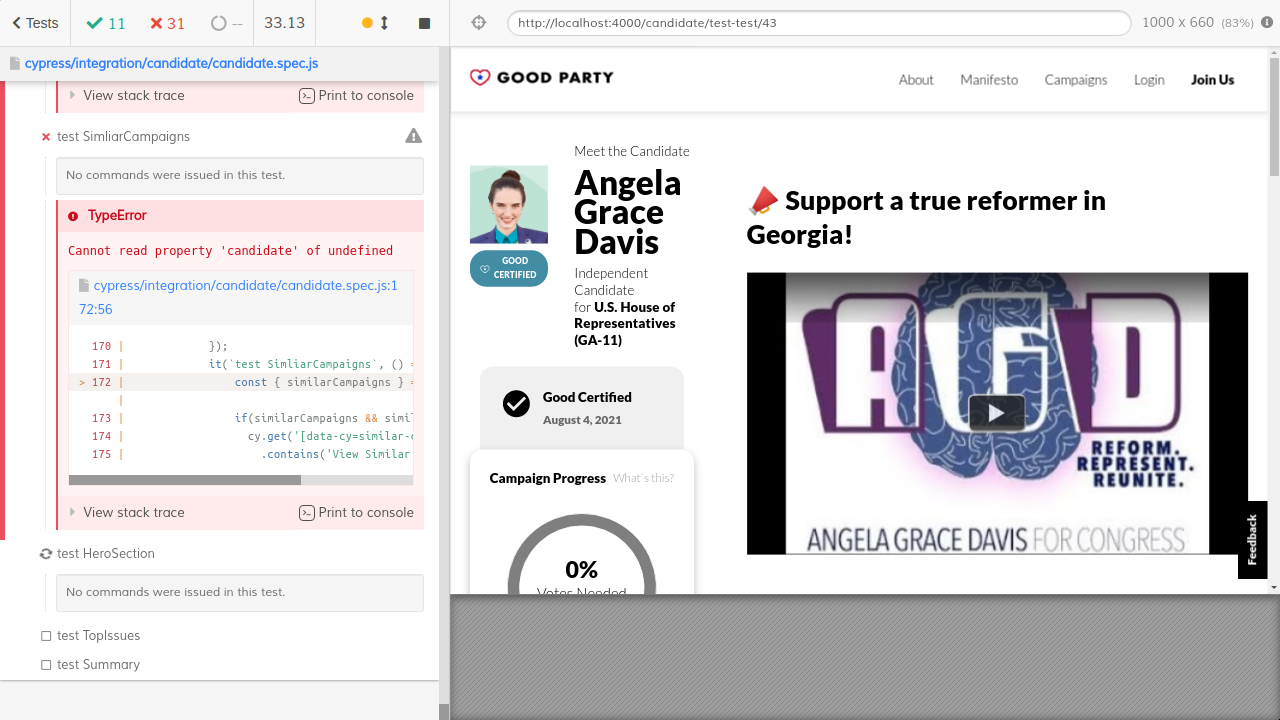 Tests 11 31 -- 33.13
cypress/integration/candidate/candidate.spec.js
View stack trace Print to console
test SimliarCampaigns
No commands were issued in this test.
TypeError
Cannot read property 'candidate' of undefined
cypress/integration/candidate/candidate.spec.js:1
72:56
170 | });
171 | it(`test SimliarCampaigns`, ()
> 172 | const { similarCampaigns }
|
173 | if(similarCampaigns &&
174 | cy.get('[data-cy=similar-
175 | .contains('View Similar
View stack trace Print to console
test HeroSection
No commands were issued in this test.
test TopIssues
test Summary
http://localhost:4000/candidate/test-test/43 1000 x 660 (83%)
GOOD PARTY About Manifesto Campaigns Login Join Us
Meet the Candidate
Angela
Grace
Davis
GOOD
CERTIFIED
Independent
Candidate
for U.S. House of
Representatives
(GA-11)
Good Certified
August 4, 2021
Campaign Progress What`s this?
0%
Votes Needed
Support a true reformer in
Georgia!
AGD
REFORM.
REPRESENT.
REUNITE.
ANGELA GRACE DAVIS FOR CONGRESS
Feedback